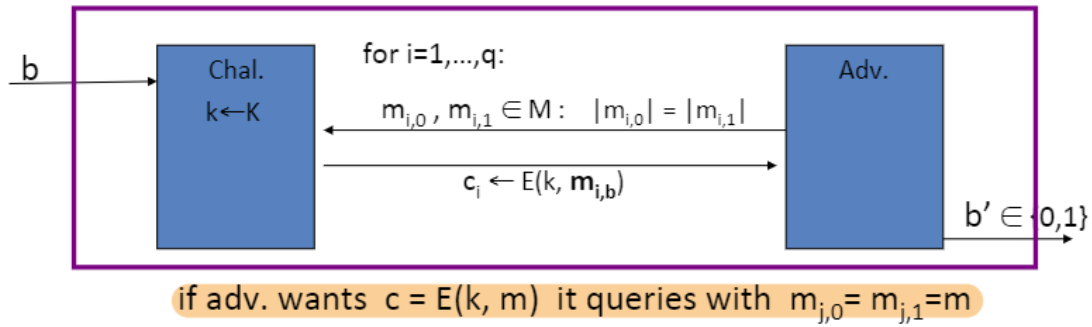 b
Chal.
k←K
for i=1,…,q:
m_{i,0} , m_{i,1} ∈ M :   |m_{i,0}| = |m_{i,1}|
c_i ← E(k, m_{i,b})
Adv.
b’ ∈ {0,1}
if adv. wants c = E(k, m) it queries with m_{j,0}= m_{j,1}=m